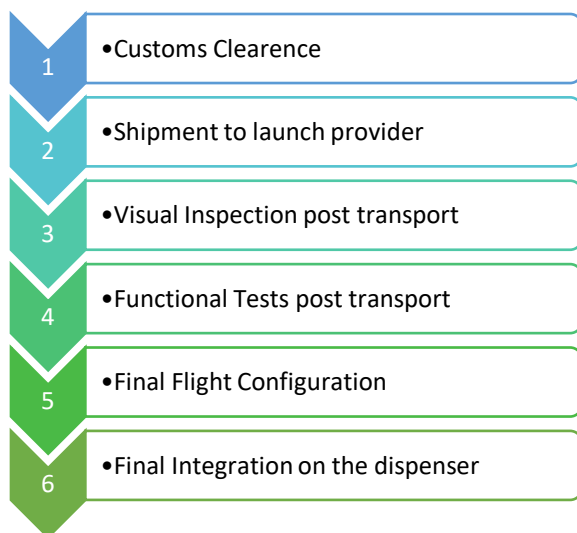 1
•Customs Clearence
2
•Shipment to launch provider
3
•Visual Inspection post transport
4
•Functional Tests post transport
5
•Final Flight Configuration
6
•Final Integration on the dispenser